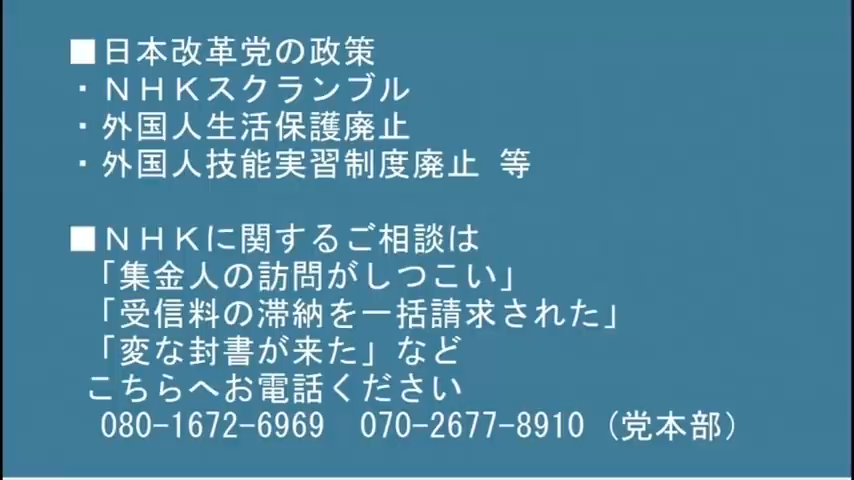 ■日本改革党の政策
・ＮＨＫスクランブル
・外国人生活保護廃止
・外国人技能実習制度廃止 等
■ＮＨＫに関するご相談は
「集金人の訪問がしつこい」
「受信料の滞納を一括請求された」
「変な封書が来た」など
こちらへお電話ください
080-1672-6969　070-2677-8910（党本部）